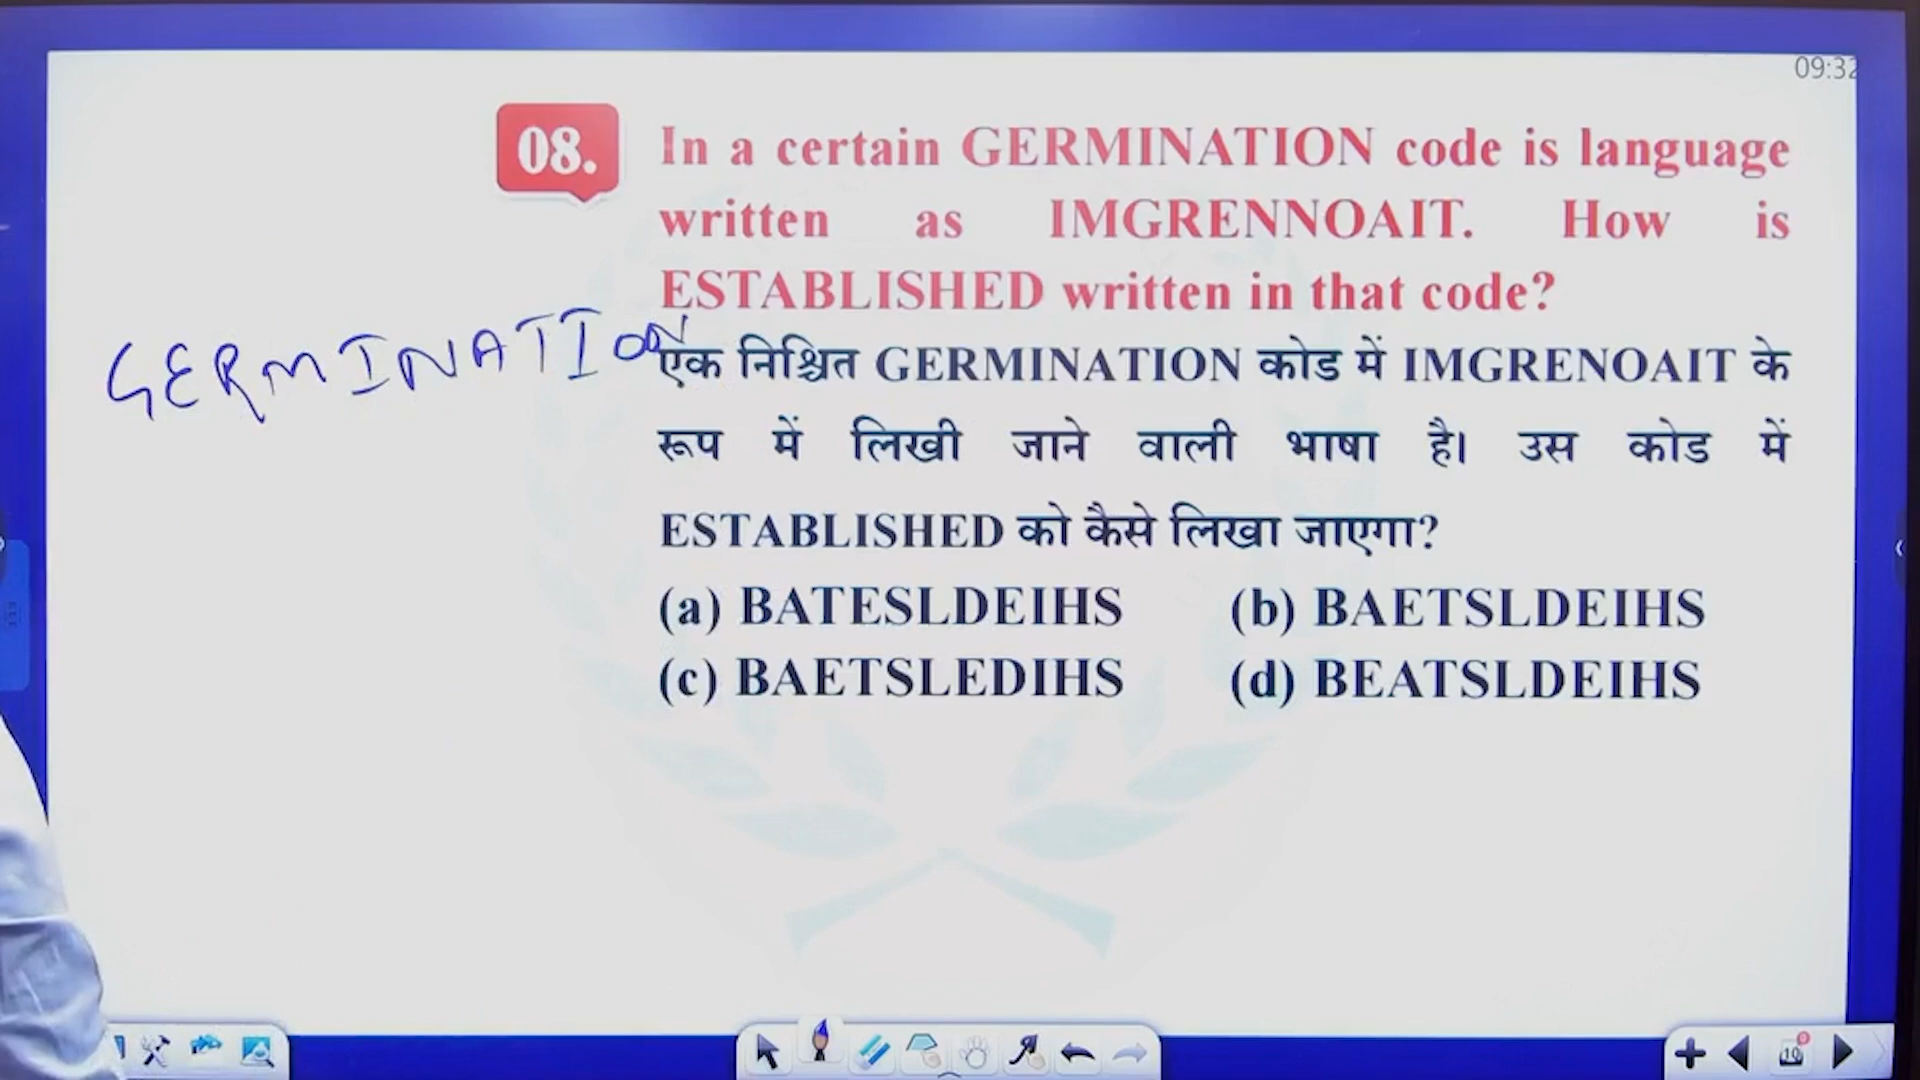 09:32
08.
In a certain GERMINATION code is language
written as IMGRENNOAIT. How is
ESTABLISHED written in that code?
GERMINATION
एक निश्चित GERMINATION कोड में IMGRENOAIT के
रूप में लिखी जाने वाली भाषा है। उस कोड में
ESTABLISHED को कैसे लिखा जाएगा?
(a) BATESLDEIHS (b) BAETSLDEIHS
(c) BAETSLEDIHS (d) BEATSLDEIHS
10